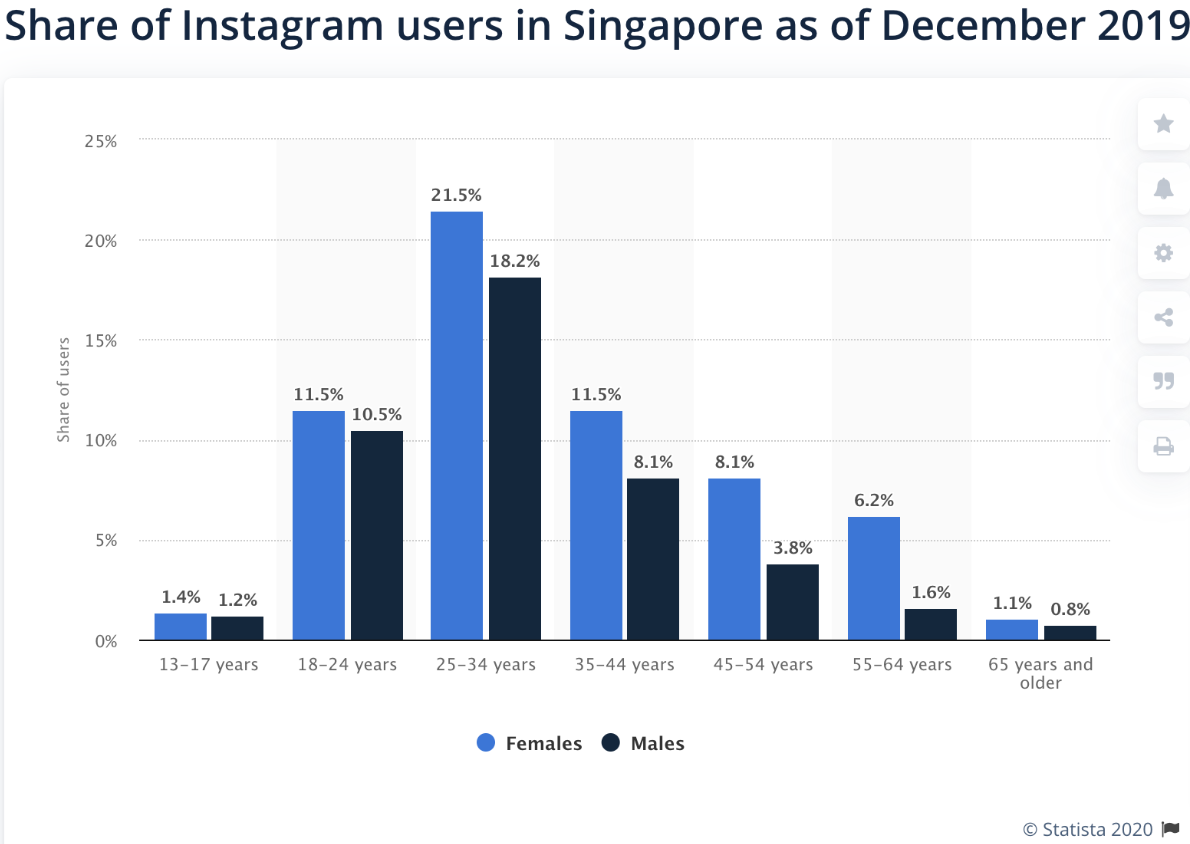 Share of Instagram users in Singapore as of December 2019
25%
20%
15%
10%
5%
0%
Share of users
1.4%
1.2%
11.5%
10.5%
21.5%
18.2%
11.5%
8.1%
8.1%
3.8%
6.2%
1.6%
1.1%
0.8%
13–17 years
18–24 years
25–34 years
35–44 years
45–54 years
55–64 years
65 years and
older
Females
Males
© Statista 2020